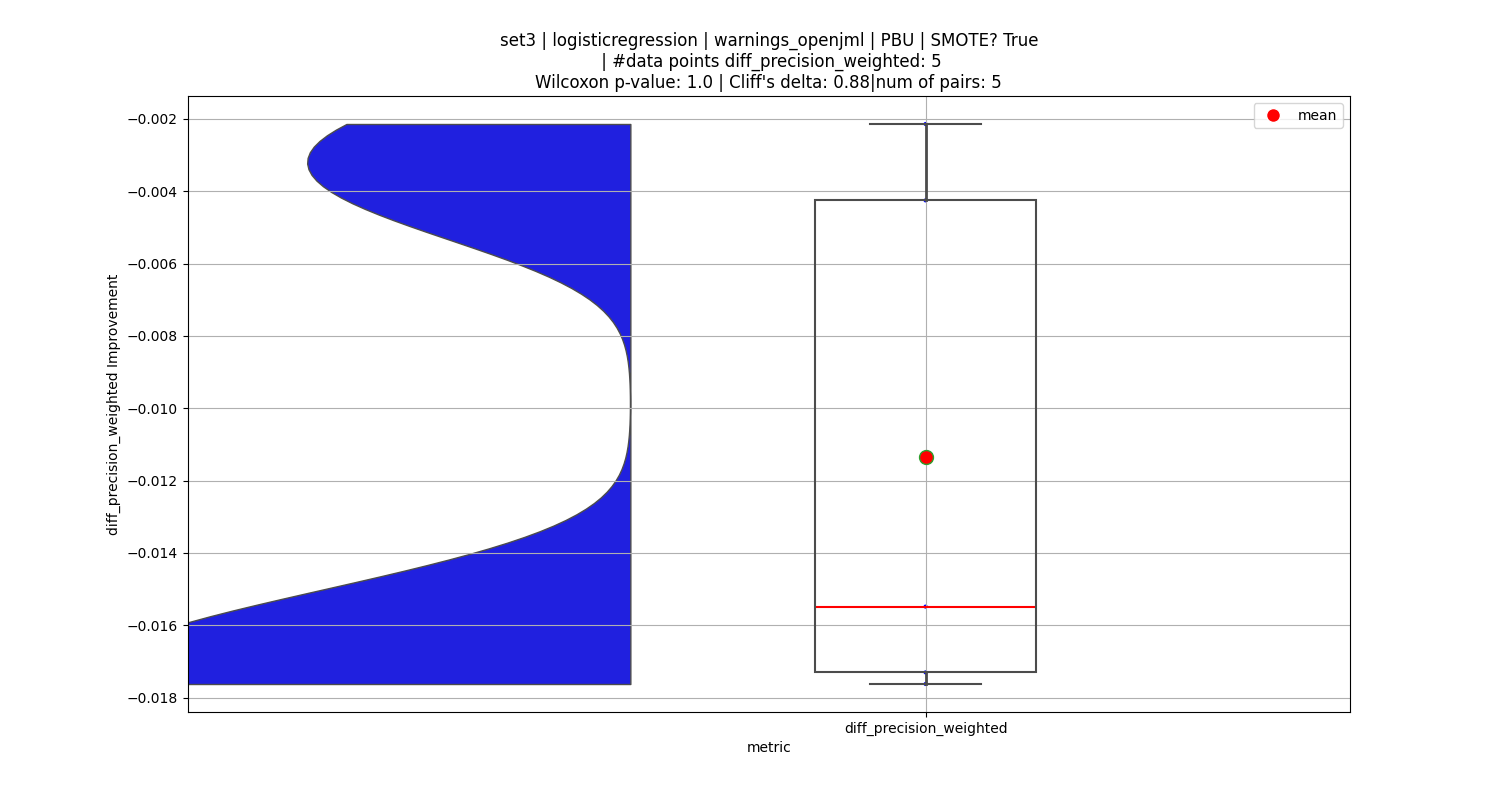 set3 | logisticregression | warnings_openjml | PBU | SMOTE? True
| #data points diff_precision_weighted: 5
Wilcoxon p-value: 1.0 | Cliff's delta: 0.88|num of pairs: 5
mean
−0.002
−0.004
−0.006
−0.008
−0.010
−0.012
−0.014
−0.016
−0.018
diff_precision_weighted Improvement
diff_precision_weighted
metric